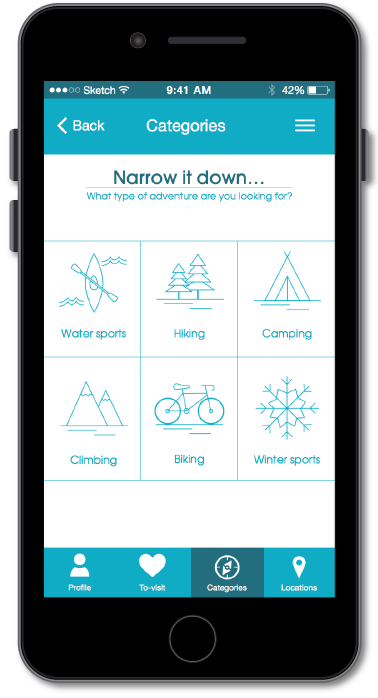 Sketch 9:41 AM 42%
Back Categories
Narrow it down...
What type of adventure are you looking for?
Water sports Hiking Camping
Climbing Biking Winter sports
Profile To-visit Categories Locations